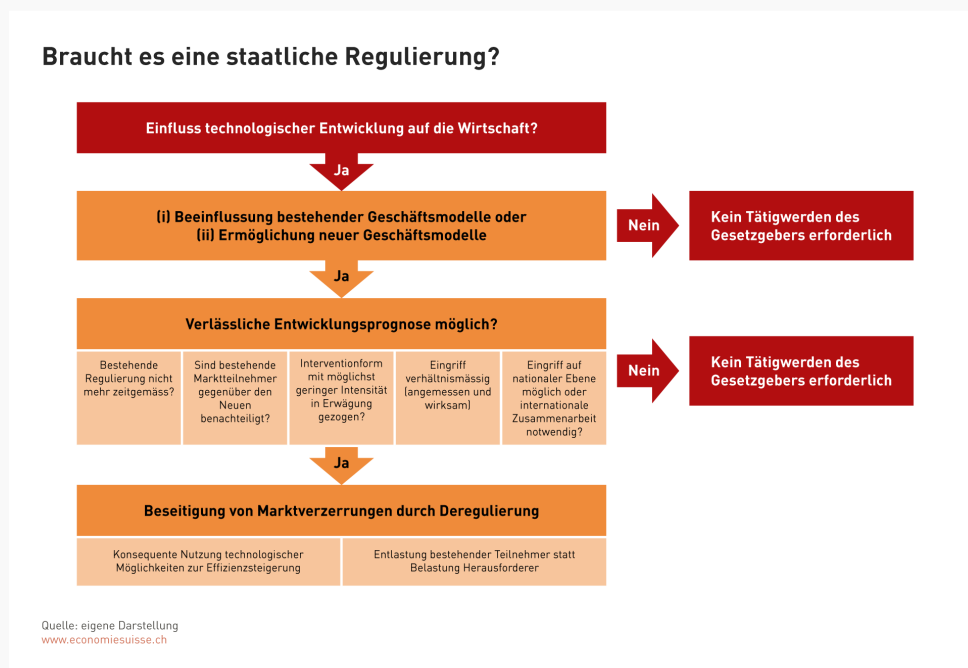 Braucht es eine staatliche Regulierung?
Einfluss technologischer Entwicklung auf die Wirtschaft?
Ja
(i) Beeinflussung bestehender Geschäftsmodelle oder
(ii) Ermöglichung neuer Geschäftsmodelle
Nein
Kein Tätigwerden des
Gesetzgebers erforderlich
Ja
Verlässliche Entwicklungsprognose möglich?
Bestehende
Regulierung nicht
mehr zeitgemäss?
Sind bestehende
Marktteilnehmer
gegenüber den
Neuen
benachteiligt?
Interventionform
mit möglichst
geringer Intensität
in Erwägung
gezogen?
Eingriff
verhältnismässig
(angemessen und
wirksam)
Eingriff auf
nationaler Ebene
möglich oder
internationale
Zusammenarbeit
notwendig?
Nein
Kein Tätigwerden des
Gesetzgebers erforderlich
Ja
Beseitigung von Marktverzerrungen durch Deregulierung
Konsequente Nutzung technologischer
Möglichkeiten zur Effizienzsteigerung
Entlastung bestehender Teilnehmer statt
Belastung Herausforderer
Quelle: eigene Darstellung
www.economiesuisse.ch